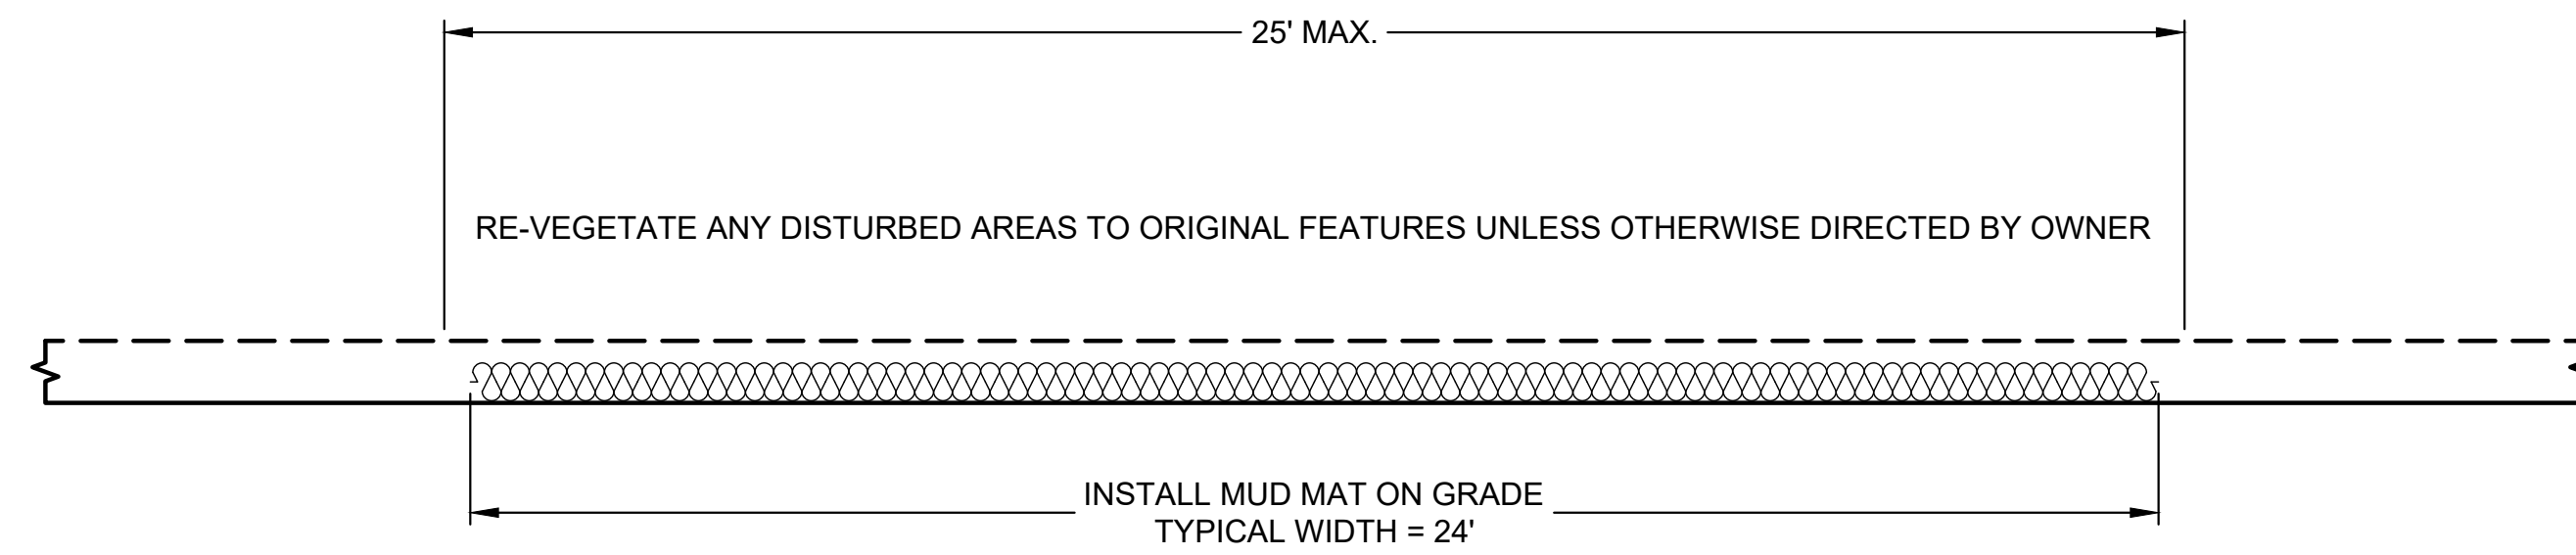 25' MAX.
RE-VEGETATE ANY DISTURBED AREAS TO ORIGINAL FEATURES UNLESS OTHERWISE DIRECTED BY OWNER
INSTALL MUD MAT ON GRADE
TYPICAL WIDTH = 24'